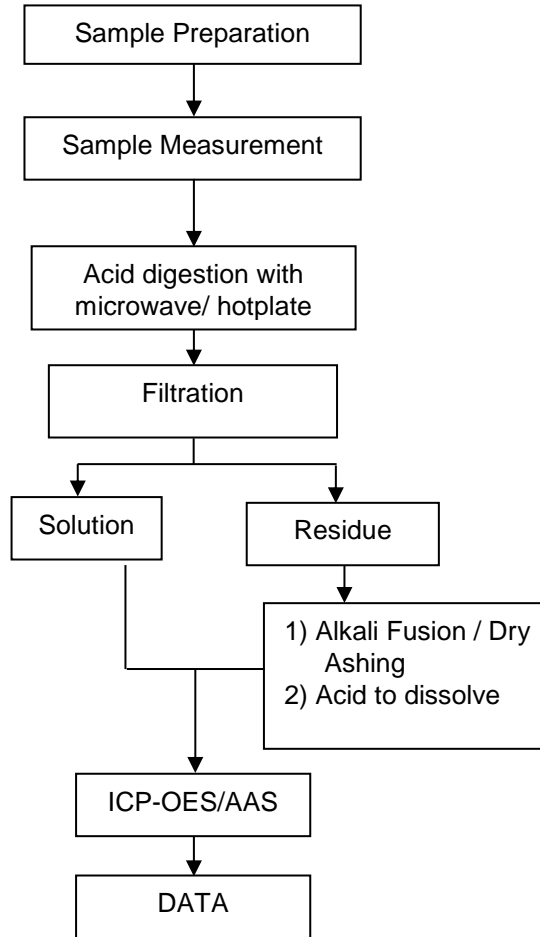 Sample Preparation
Sample Measurement
Acid digestion with
microwave/ hotplate
Filtration
Solution
Residue
1) Alkali Fusion / Dry
Ashing
2) Acid to dissolve
ICP-OES/AAS
DATA